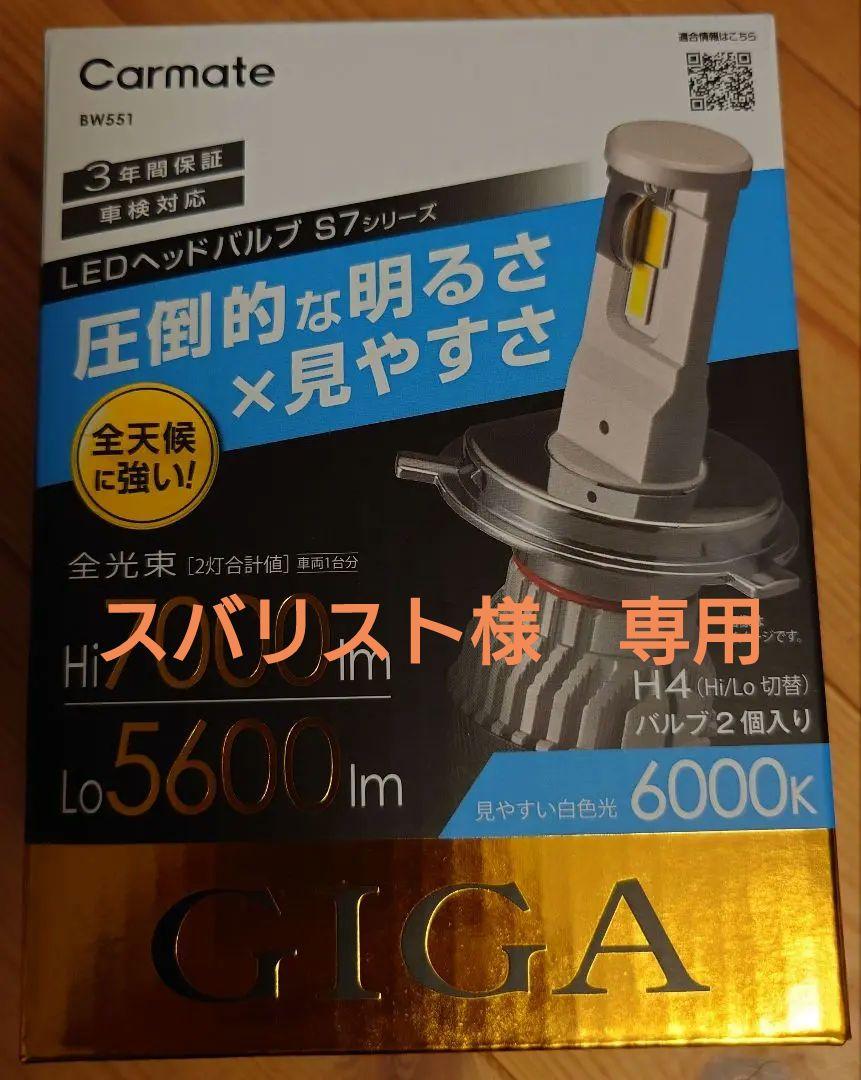 Carmate
適合情報はこちら
BW551
3年間保証
車検対応
LEDヘッドバルブ S7シリーズ
圧倒的な明るさ
×見やすさ
全天候
に強い!
全光束［2灯合計値］車両1台分
スバリスト様　専用
Hi7000lm
ージです。
H4(Hi/Lo 切替)
バルブ2個入り
Lo5600lm
見やすい白色光 6000K
GIGA